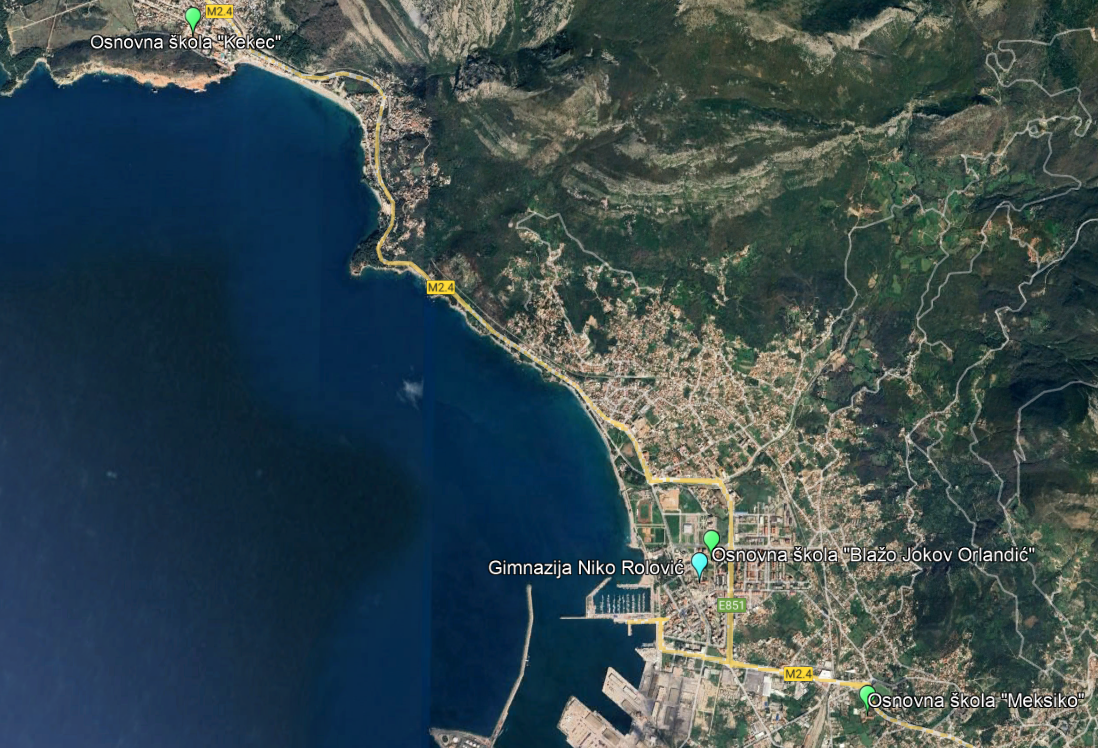 M2.4
Osnovna škola "Kekec"
M2.4
Osnovna škola "Blažo Jokov Orlandić"
Gimnazija Niko Rolović
E851
M2.4
Osnovna škola "Meksiko"